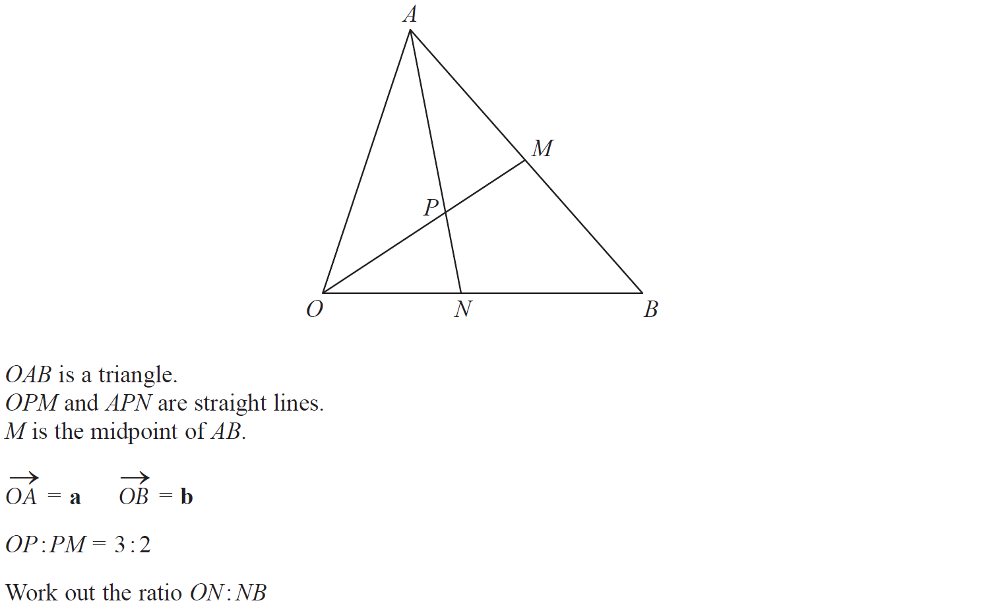 A
M
P
O
N
B
OAB is a triangle.
OPM and APN are straight lines.
M is the midpoint of AB.
→ →
OA = a OB = b
OP : PM = 3 : 2
Work out the ratio ON : NB